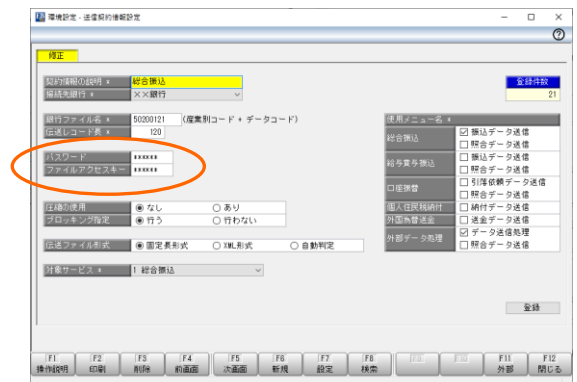 環境設定 - 送信契約情報設定
修正
契約情報の説明 * 総合振込
接続先銀行 * ××銀行
登録件数
21
銀行ファイル名 * 50200121 (産業別コード + データコード)
伝送レコード長 * 120
パスワード ******
ファイルアクセスキー ******
圧縮の使用 なし あり
ブロッキング指定 行う 行わない
伝送ファイル形式 固定長形式 XML形式 自動判定
対象サービス * 1 総合振込
使用メニュー名 *
総合振込 振込データ送信
照合データ送信
給与賞与振込 振込データ送信
照合データ送信
口座振替 引落依頼データ送信
照合データ送信
個人住民税納付 納付データ送信
外国為替送金 送金データ送信
外部データ処理 データ送信処理
照合データ送信
登録
F1 F2 F3 F4 F5 F6 F7 F8 F11 F12
操作説明 印刷 削除 前画面 次画面 新規 設定 検索 外部 閉じる